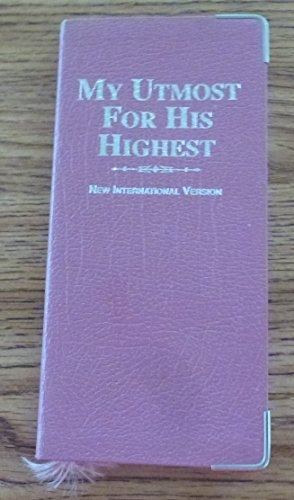 My Utmost
For His
Highest
New International Version